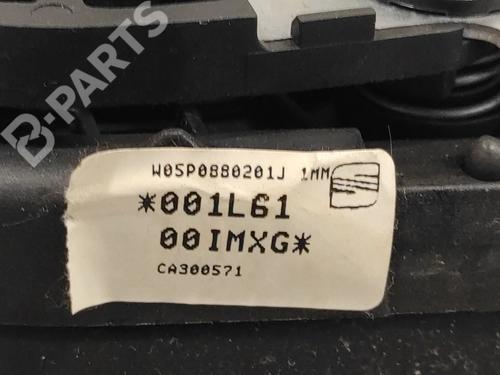 B-PARTS
W05P0880201J 1MM
*001L61
00IMXG*
CA300571